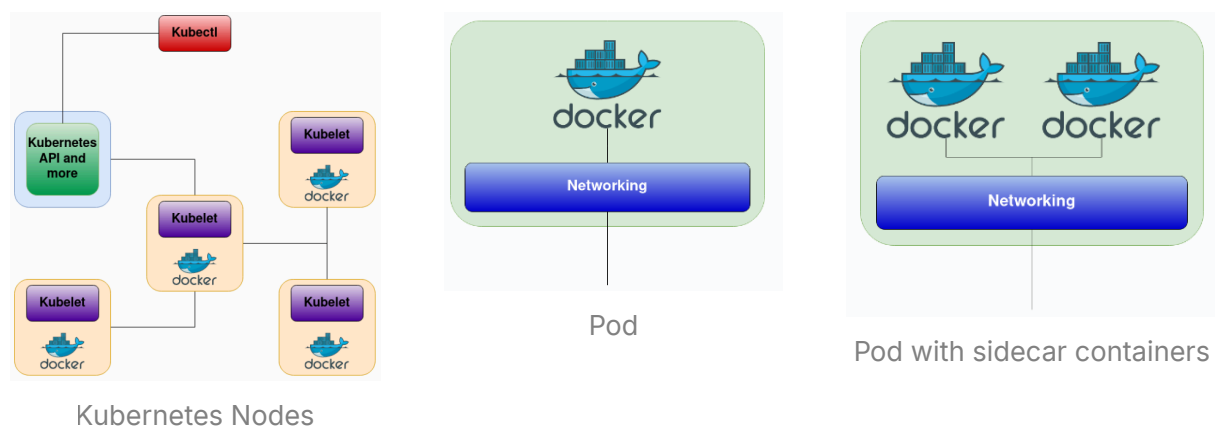 Kubectl
Kubernetes
API and
more
Kubelet
docker
Kubelet
docker
Kubelet
docker
Kubelet
docker
Kubernetes Nodes
docker
Networking
Pod
docker
docker
Networking
Pod with sidecar containers